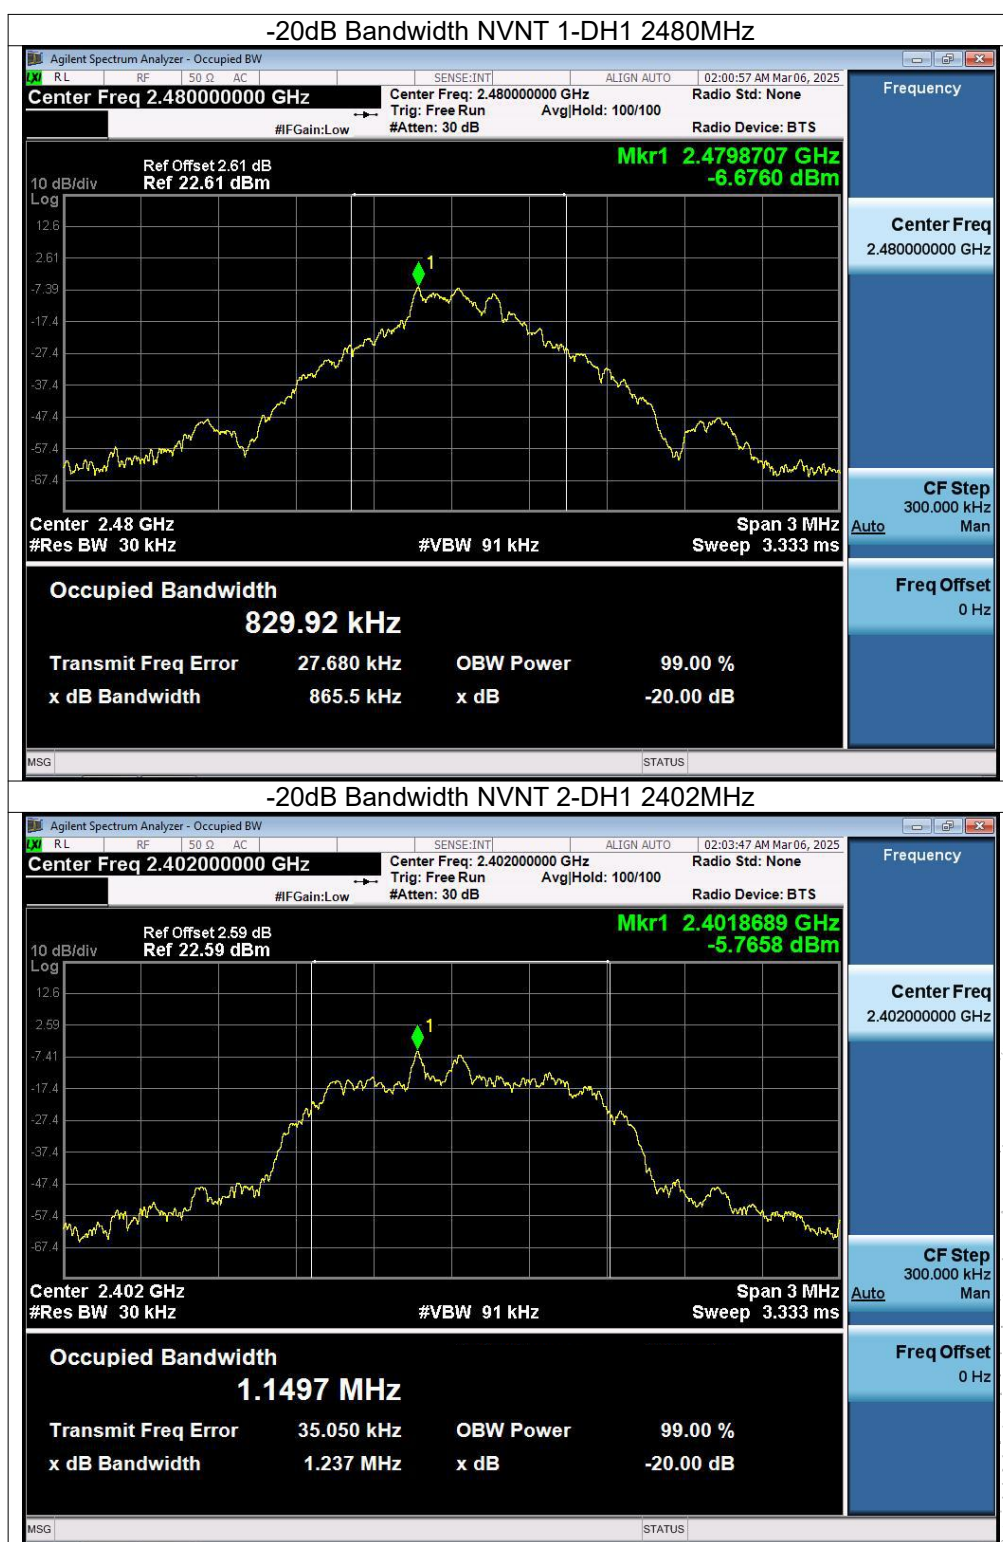 -20dB Bandwidth NVNT 1-DH1 2480MHz
Agilent Spectrum Analyzer - Occupied BW
LXI RL RF 50 Ω AC SENSE:INT ALIGN AUTO 02:00:57 AM Mar 06, 2025
Center Freq 2.480000000 GHz
Center Freq: 2.480000000 GHz
Radio Std: None
Trig: Free Run Avg|Hold: 100/100
#IFGain:Low #Atten: 30 dB Radio Device: BTS
Frequency
Ref Offset 2.61 dB
10 dB/div Ref 22.61 dBm
Mkr1 2.4798707 GHz
-6.6760 dBm
Log
12.6
2.61
-7.39
-17.4
-27.4
-37.4
-47.4
-57.4
-67.4
1
Center 2.48 GHz Span 3 MHz
#Res BW 30 kHz #VBW 91 kHz Sweep 3.333 ms
Center Freq
2.480000000 GHz
CF Step
300.000 kHz
Auto Man
Freq Offset
0 Hz
Occupied Bandwidth
829.92 kHz
Transmit Freq Error 27.680 kHz OBW Power 99.00 %
x dB Bandwidth 865.5 kHz x dB -20.00 dB
MSG STATUS
-20dB Bandwidth NVNT 2-DH1 2402MHz
Agilent Spectrum Analyzer - Occupied BW
LXI RL RF 50 Ω AC SENSE:INT ALIGN AUTO 02:03:47 AM Mar 06, 2025
Center Freq 2.402000000 GHz
Center Freq: 2.402000000 GHz
Radio Std: None
Trig: Free Run Avg|Hold: 100/100
#IFGain:Low #Atten: 30 dB Radio Device: BTS
Frequency
Ref Offset 2.59 dB
10 dB/div Ref 22.59 dBm
Mkr1 2.4018689 GHz
-5.7658 dBm
Log
12.6
2.59
-7.41
-17.4
-27.4
-37.4
-47.4
-57.4
-67.4
1
Center 2.402 GHz Span 3 MHz
#Res BW 30 kHz #VBW 91 kHz Sweep 3.333 ms
Center Freq
2.402000000 GHz
CF Step
300.000 kHz
Auto Man
Freq Offset
0 Hz
Occupied Bandwidth
1.1497 MHz
Transmit Freq Error 35.050 kHz OBW Power 99.00 %
x dB Bandwidth 1.237 MHz x dB -20.00 dB
MSG STATUS